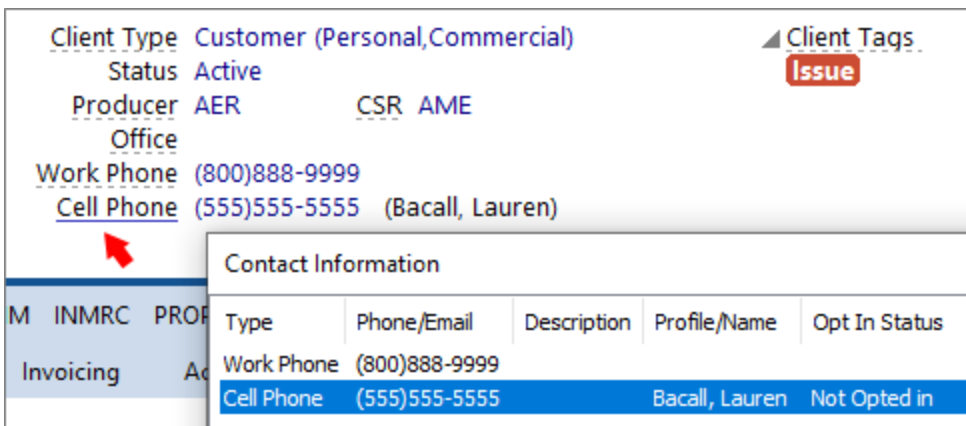 Client Type Customer (Personal,Commercial) Client Tags
Status Active Issue
Producer AER CSR AME
Office
Work Phone (800)888-9999
Cell Phone (555)555-5555 (Bacall, Lauren)
Contact Information
M INMRC
Type Phone/Email Description Profile/Name Opt In Status
Work Phone (800)888-9999
Invoicing
Cell Phone (555)555-5555 Bacall, Lauren Not Opted in